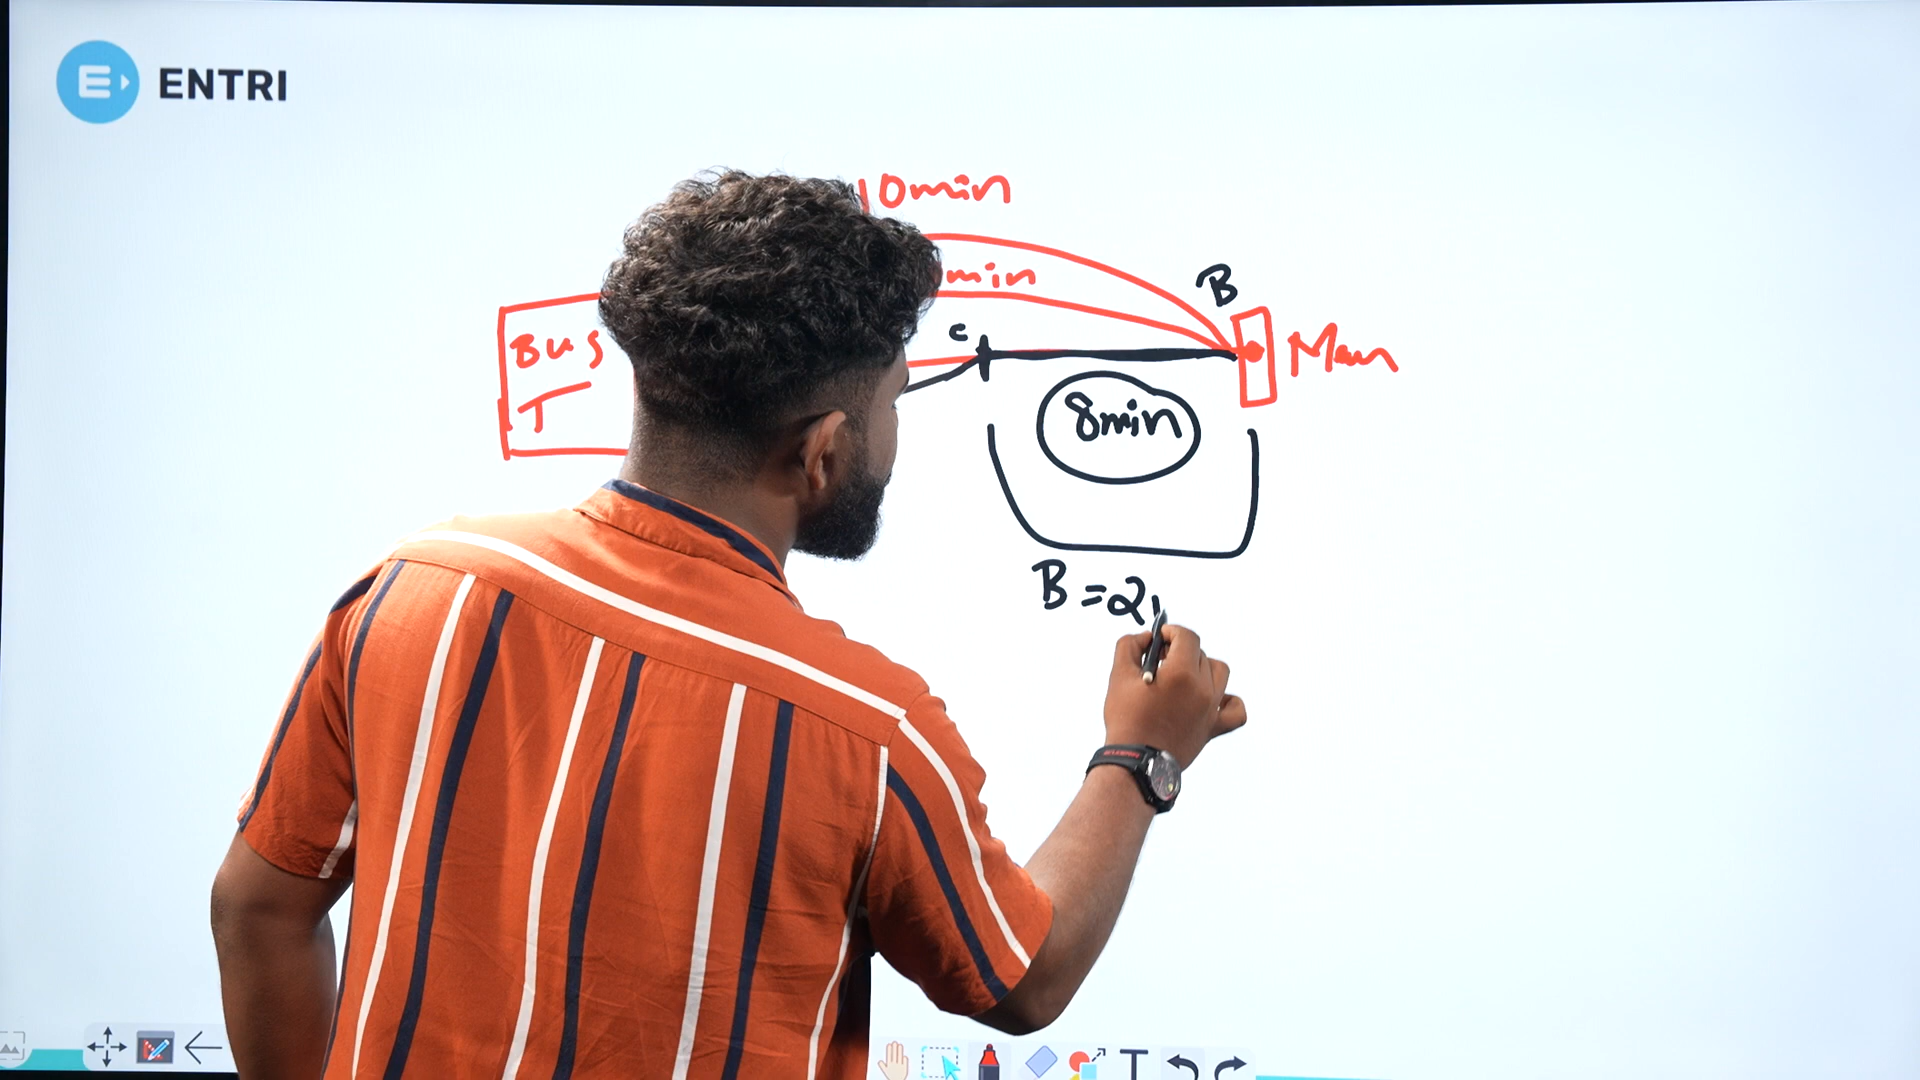 ENTRI
10min
min
B
Bus
C
Man
T
8min
B = 2
T